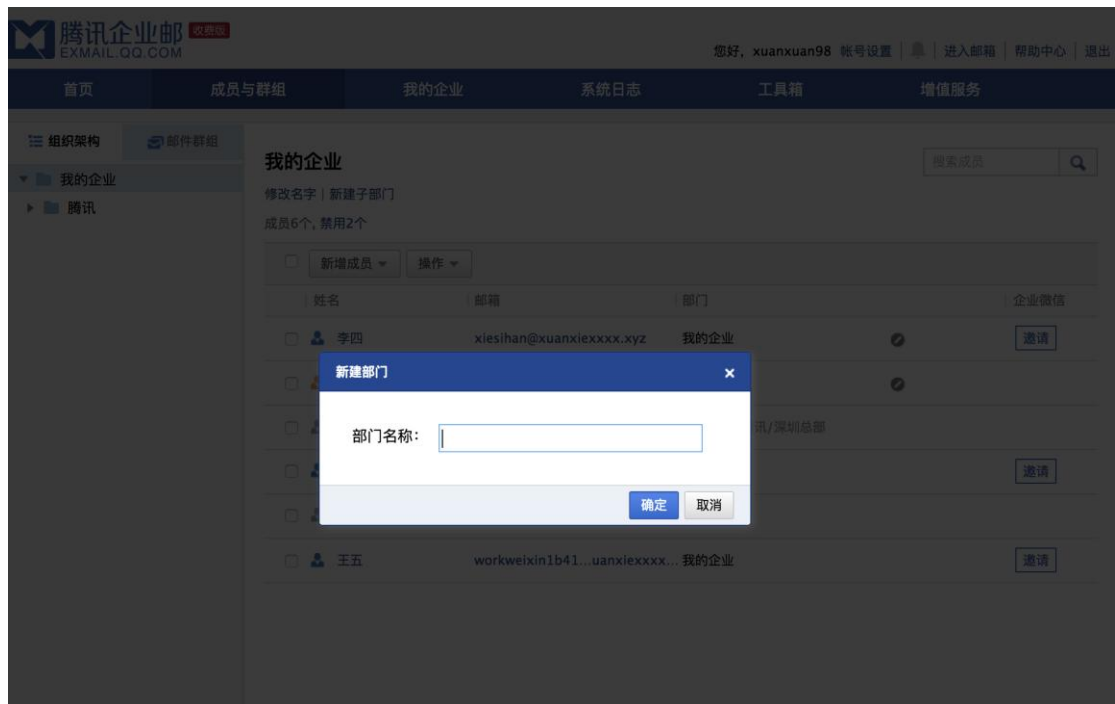 腾讯企业邮 收费版
EXMAIL.QQ.COM
您好，xuanxuan98 帐号设置 | | 进入邮箱 | 帮助中心 | 退出
首页 成员与群组 我的企业 系统日志 工具箱 增值服务
组织架构 邮件群组
我的企业
腾讯
我的企业
搜索成员
修改名字 | 新建子部门
成员6个, 禁用2个
新增成员 操作
姓名 邮箱 部门 企业微信
李四 xiesihan@xuanxiexxxx.xyz 我的企业 邀请
新建部门 ×
部门名称：
讯/深圳总部
邀请
确定 取消
王五 workweixin1b41...uanxiexxxx... 我的企业 邀请